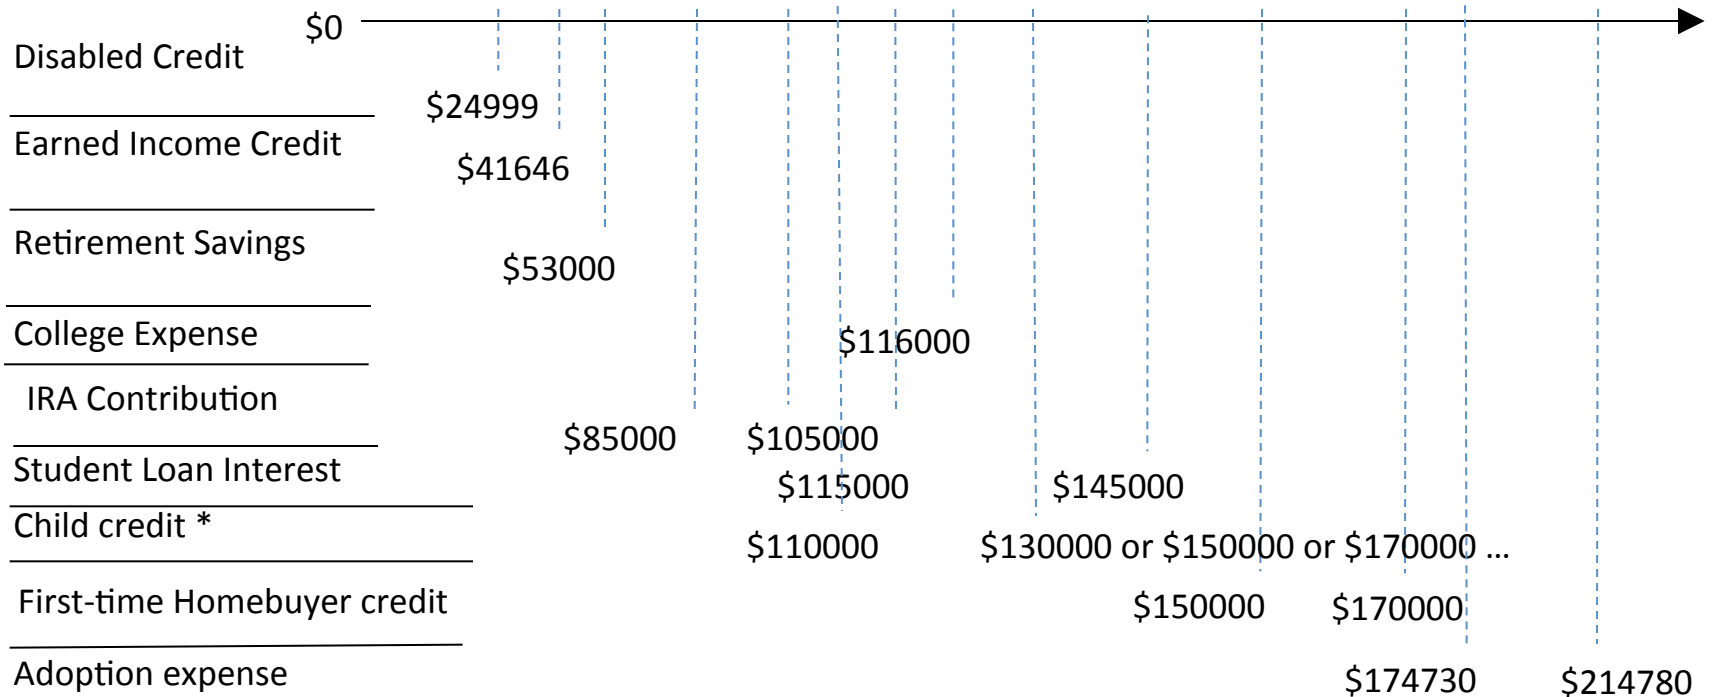 $0
Disabled Credit
$24999
Earned Income Credit
$41646
Retirement Savings
$53000
College Expense
$116000
IRA Contribution
$85000 $105000
Student Loan Interest
$115000 $145000
Child credit *
$110000 $130000 or $150000 or $170000 ...
First-time Homebuyer credit
$150000 $170000
Adoption expense
$174730 $214780